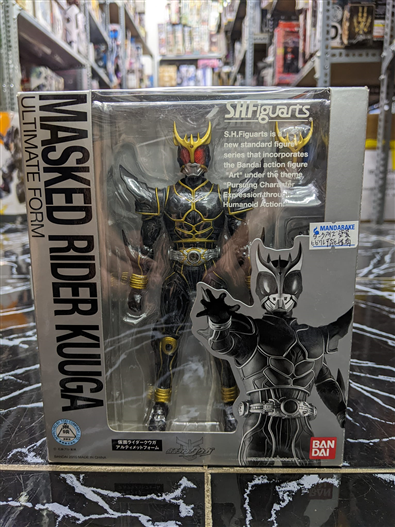 MASKED RIDER KUUGA
ULTIMATE FORM
S.H.Figuarts
S.H.Figuarts is
new standard figure
series that incorporates
the Bandai action figure
"Art" under the theme,
"Pursuing Character
Expression through
Humanoid Action."
MANDARAKE
仮面ライダークウガ
アルティメットフォーム
BAN
DAI